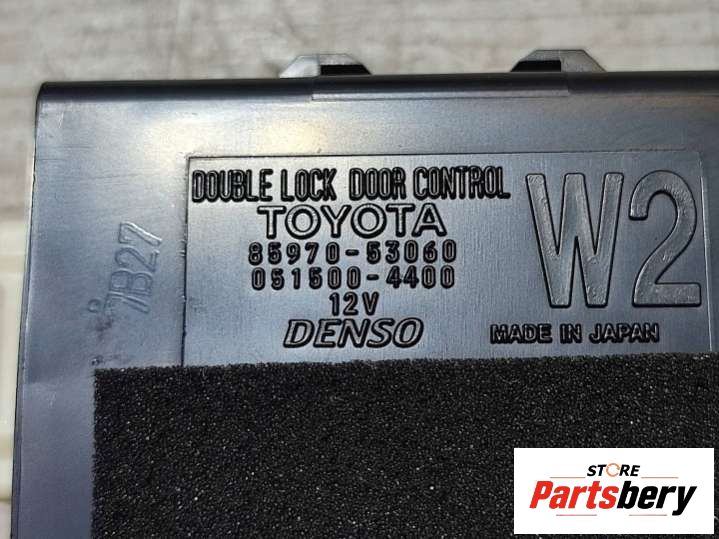 DOUBLE LOCK DOOR CONTROL
TOYOTA
85970-53060
051500-4400
12V
DENSO
MADE IN JAPAN
W2
7B27
STORE
Partsbery